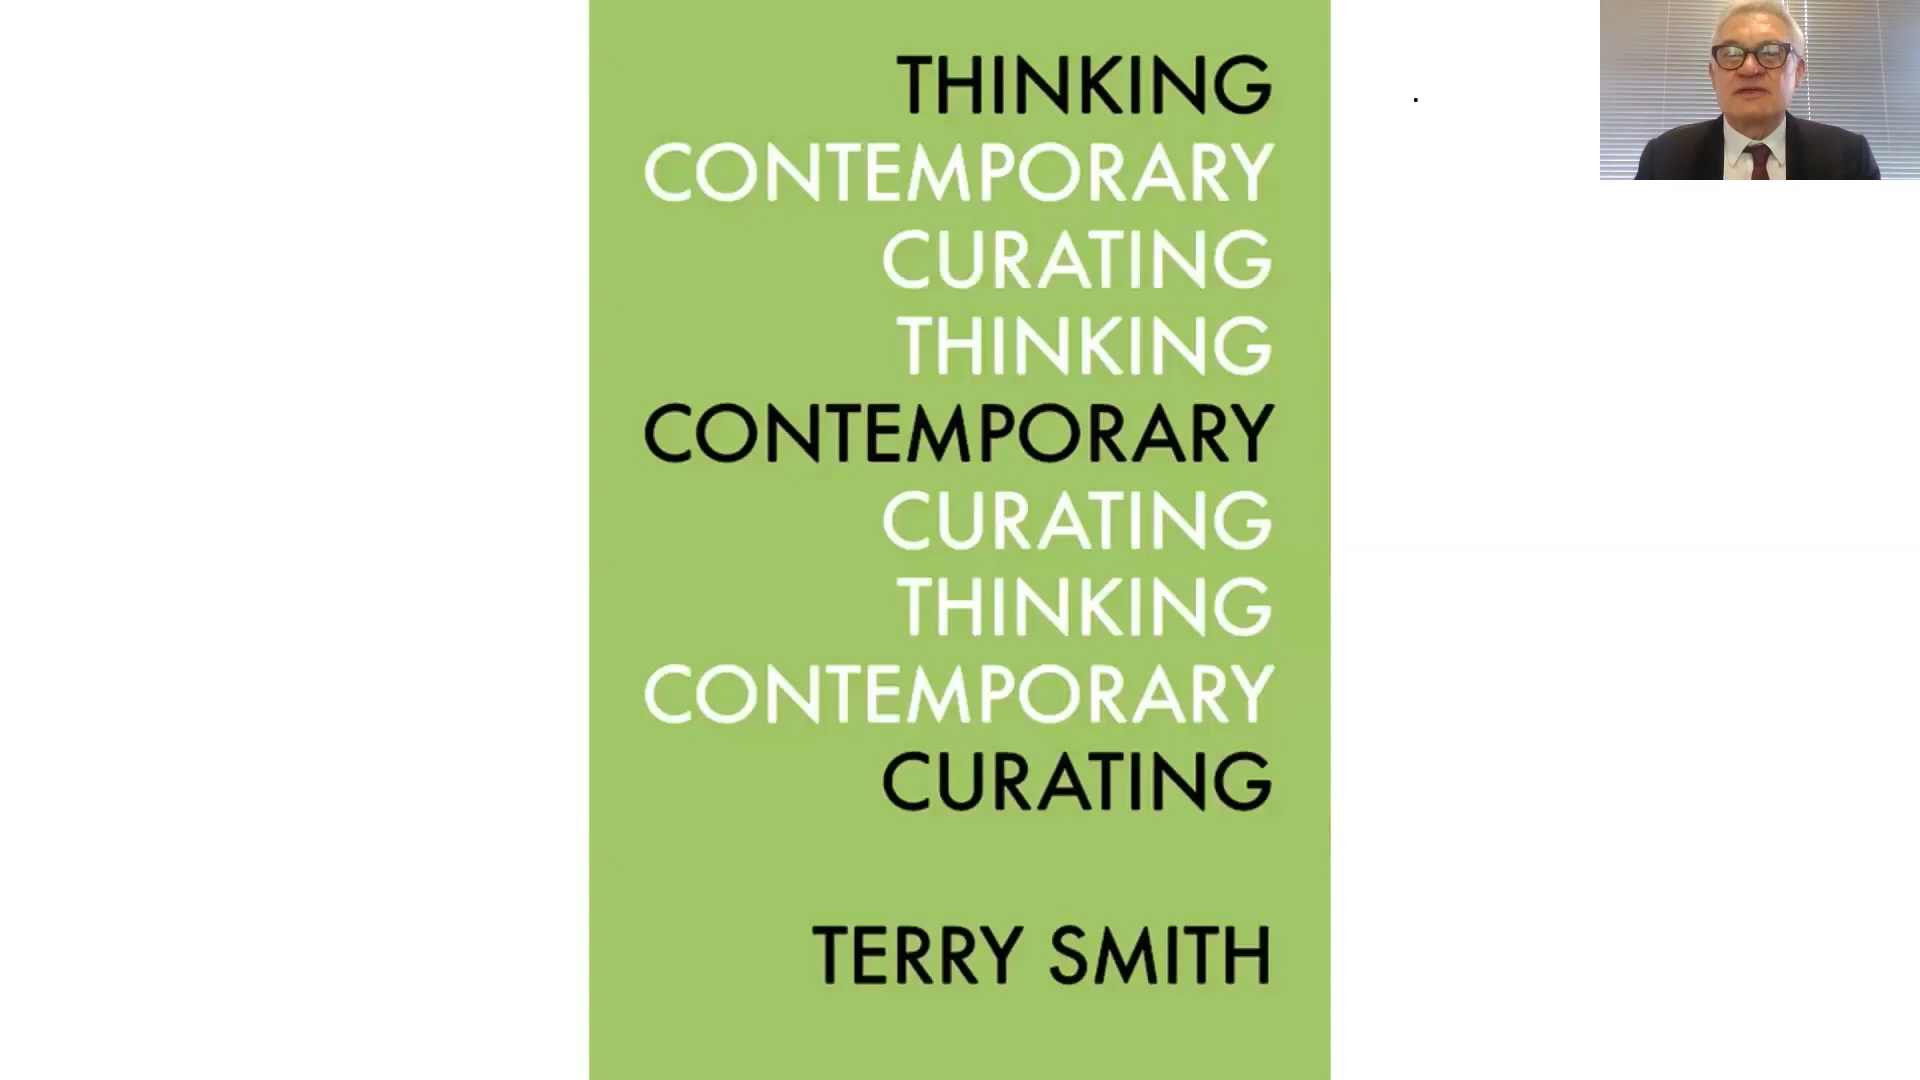 THINKING
CONTEMPORARY
CURATING
THINKING
CONTEMPORARY
CURATING
THINKING
CONTEMPORARY
CURATING
TERRY SMITH